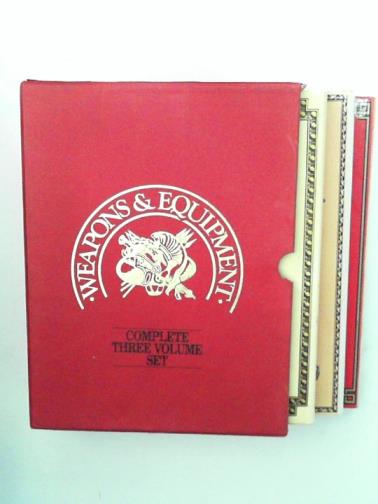 · WEAPONS & EQUIPMENT ·
COMPLETE
THREE VOLUME
SET